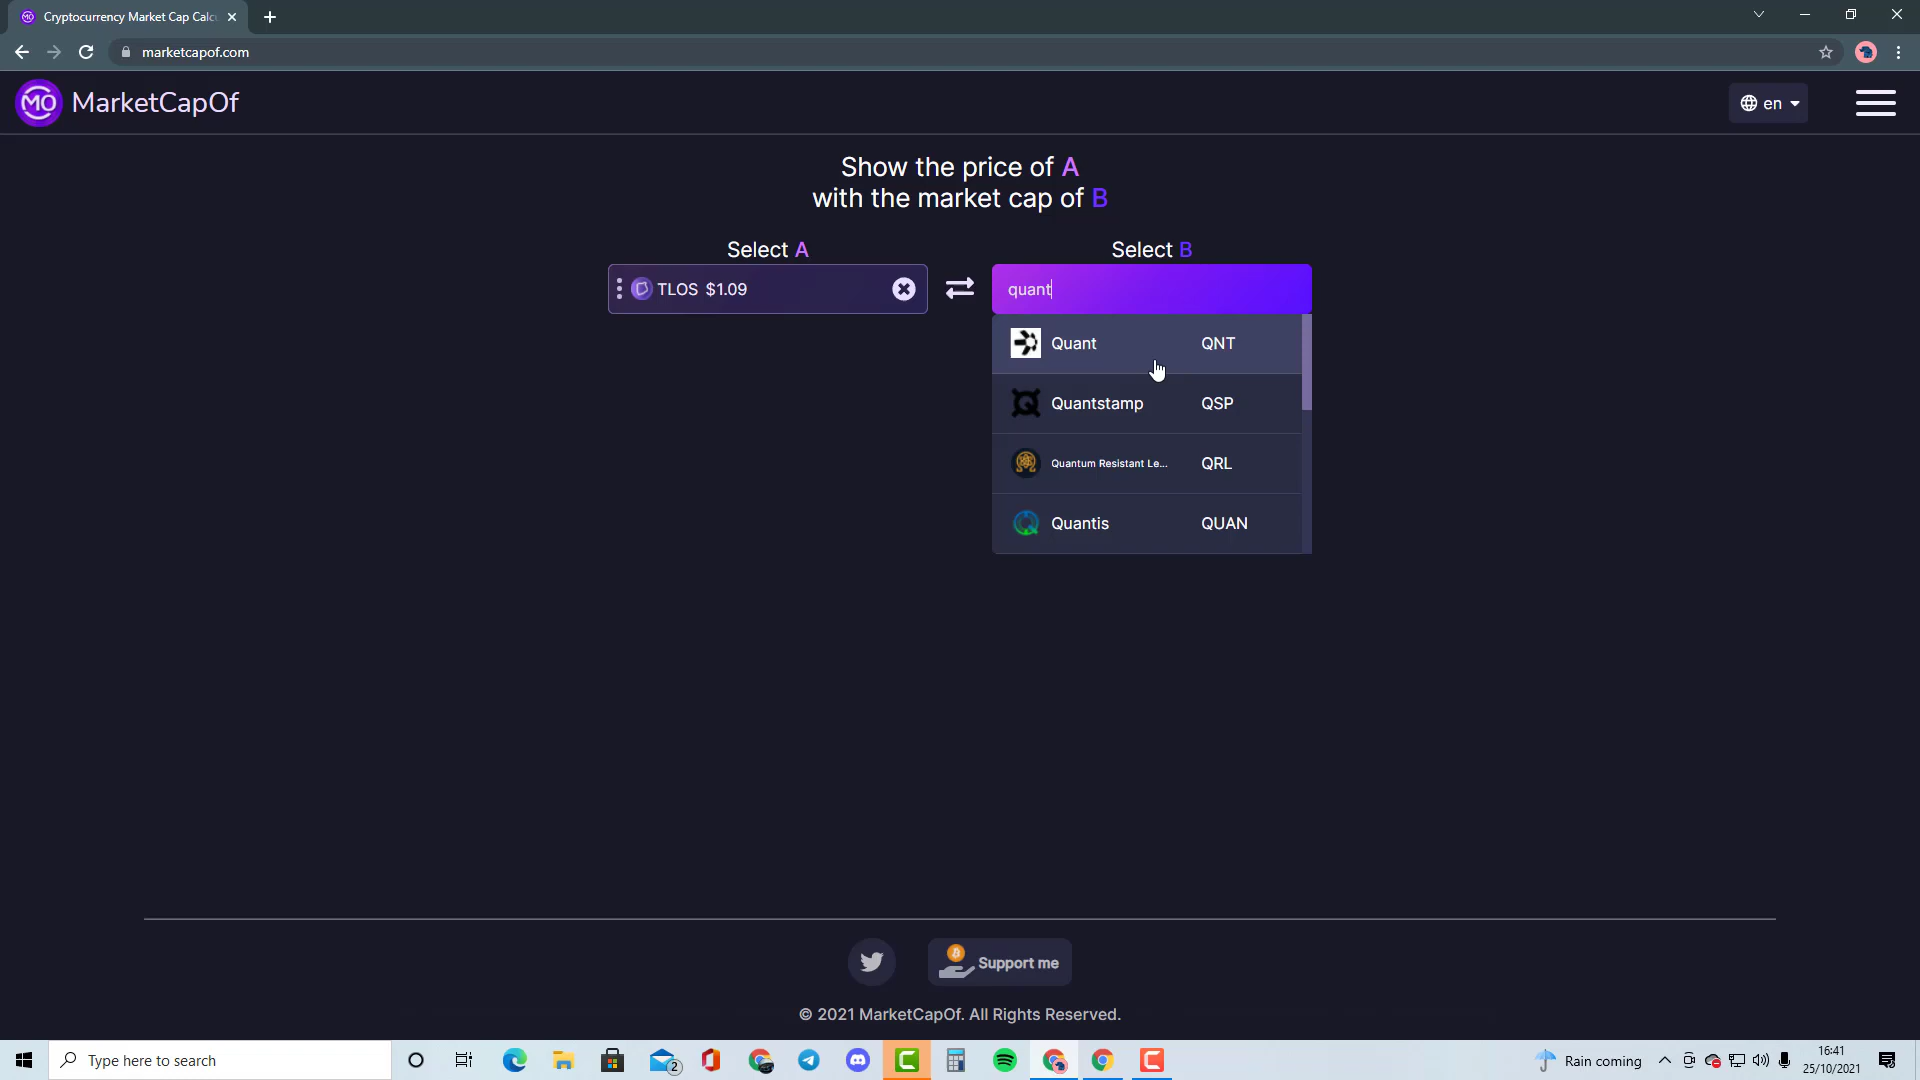 Cryptocurrency Market Cap Calc
marketcapof.com
MO MarketCapOf
en
Show the price of A
with the market cap of B
Select A
Select B
TLOS $1.09
quant
Quant QNT
Quantstamp QSP
Quantum Resistant Le... QRL
Quantis QUAN
Support me
© 2021 MarketCapOf. All Rights Reserved.
Type here to search
2
Rain coming
16:41
25/10/2021